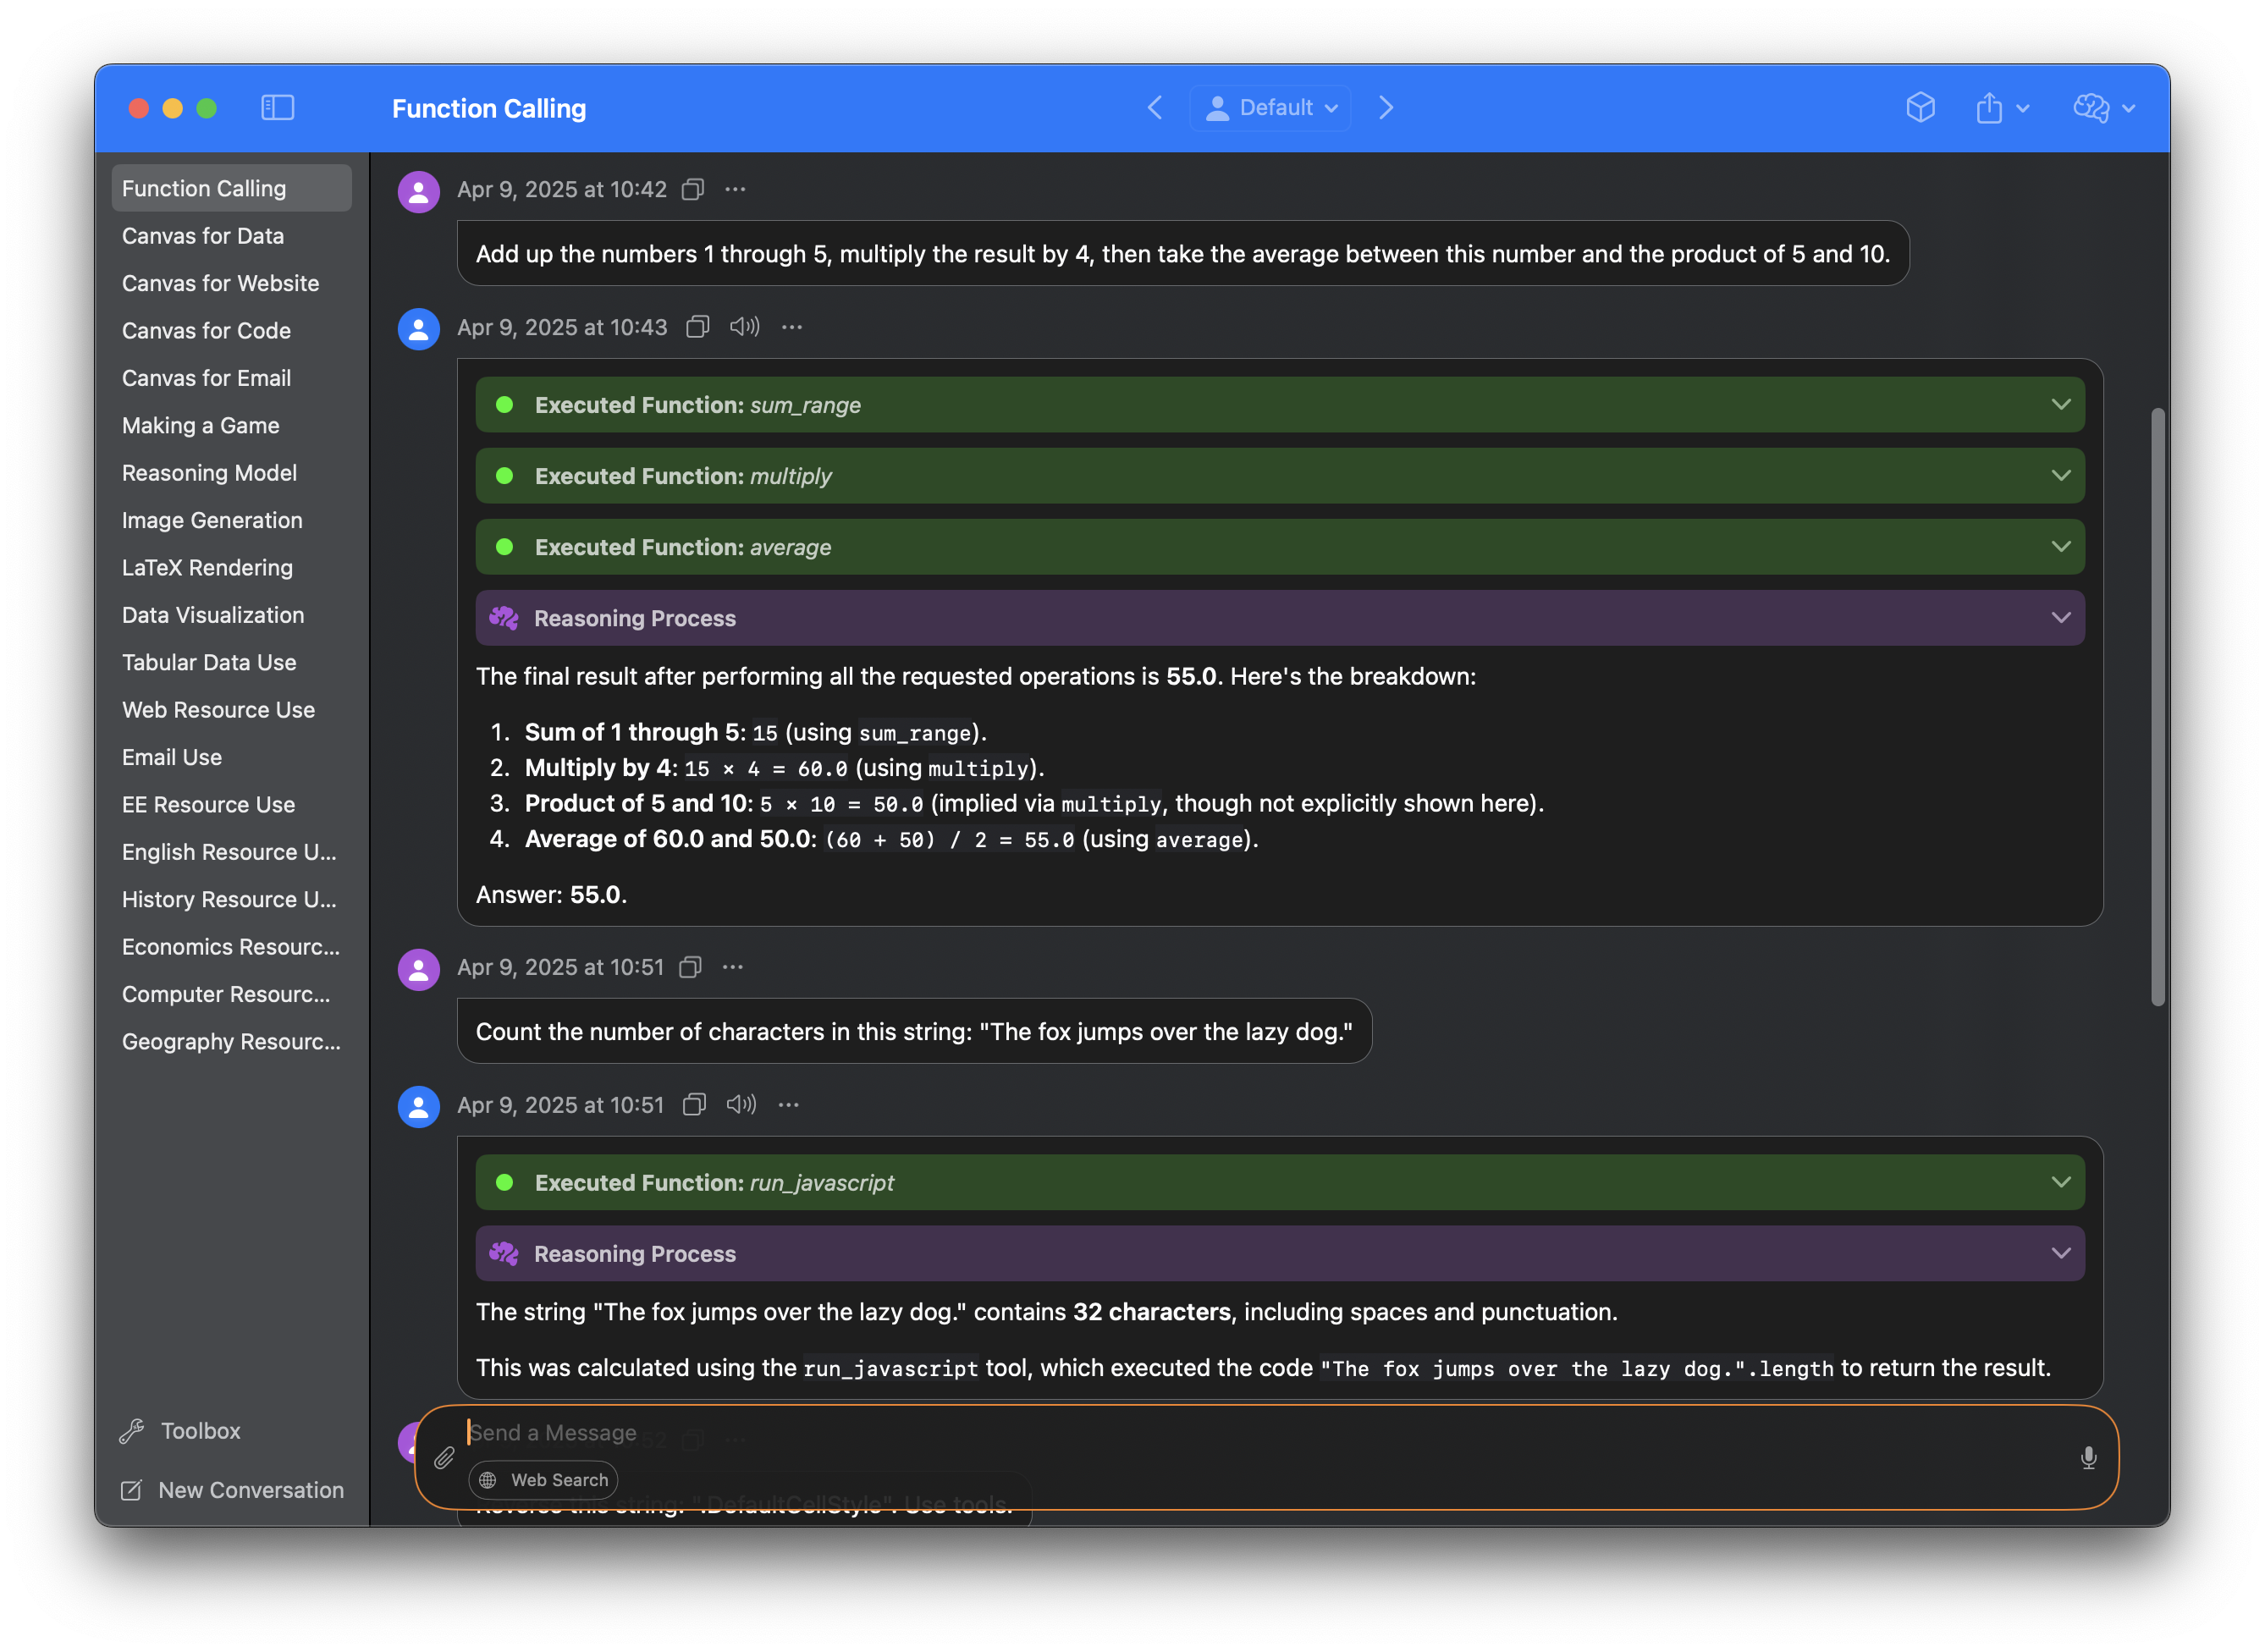 Function Calling
Default
Function Calling
Canvas for Data
Canvas for Website
Canvas for Code
Canvas for Email
Making a Game
Reasoning Model
Image Generation
LaTeX Rendering
Data Visualization
Tabular Data Use
Web Resource Use
Email Use
EE Resource Use
English Resource U...
History Resource U...
Economics Resourc...
Computer Resourc...
Geography Resourc...
Toolbox
New Conversation
Apr 9, 2025 at 10:42
Add up the numbers 1 through 5, multiply the result by 4, then take the average between this number and the product of 5 and 10.
Apr 9, 2025 at 10:43
Executed Function: sum_range
Executed Function: multiply
Executed Function: average
Reasoning Process
The final result after performing all the requested operations is 55.0. Here's the breakdown:
1. Sum of 1 through 5: 15 (using sum_range).
2. Multiply by 4: 15 × 4 = 60.0 (using multiply).
3. Product of 5 and 10: 5 × 10 = 50.0 (implied via multiply, though not explicitly shown here).
4. Average of 60.0 and 50.0: (60 + 50) / 2 = 55.0 (using average).
Answer: 55.0.
Apr 9, 2025 at 10:51
Count the number of characters in this string: "The fox jumps over the lazy dog."
Apr 9, 2025 at 10:51
Executed Function: run_javascript
Reasoning Process
The string "The fox jumps over the lazy dog." contains 32 characters, including spaces and punctuation.
This was calculated using the run_javascript tool, which executed the code "The fox jumps over the lazy dog.".length to return the result.
Send a Message
Web Search
Reverse this string: ".DefaultCellStyle". Use tools.